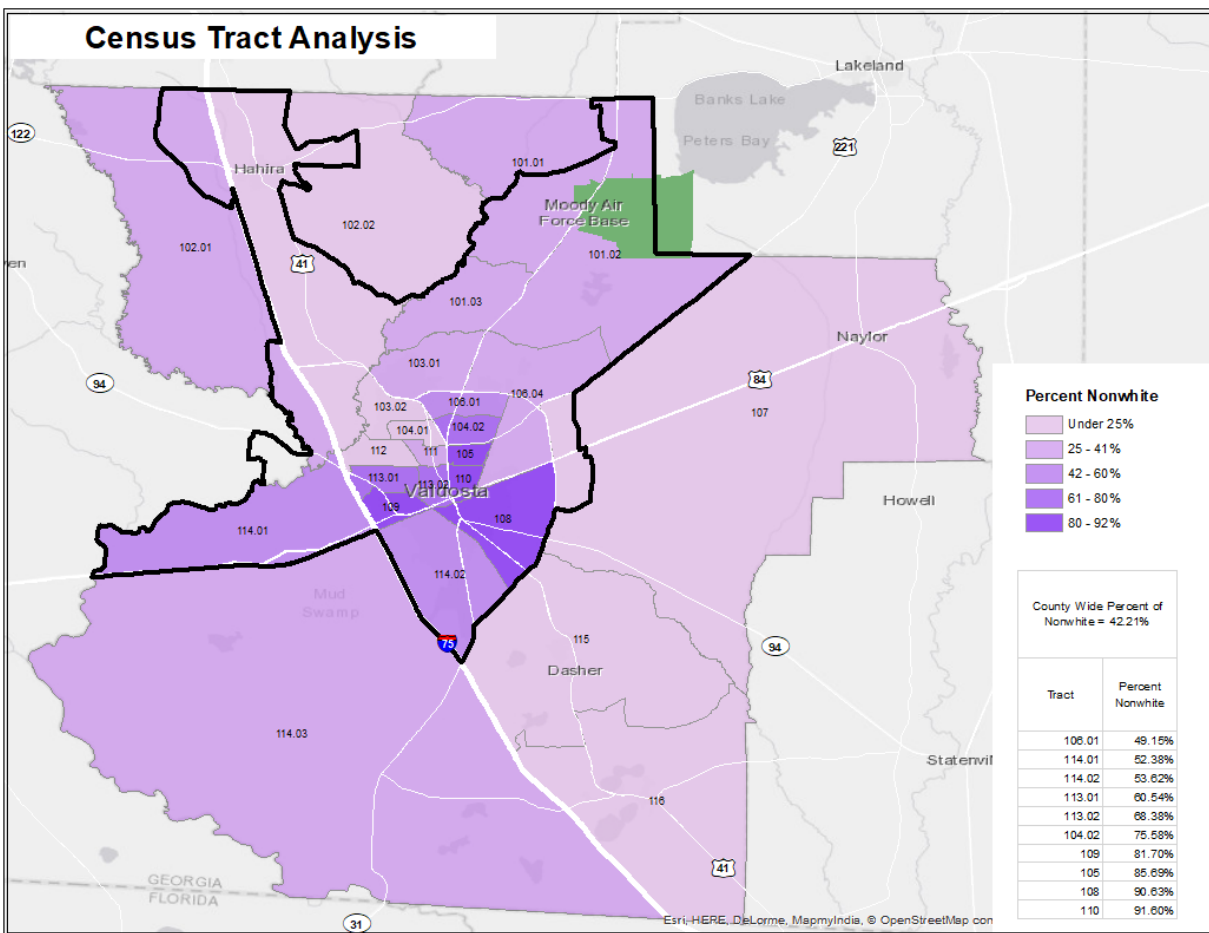 Census Tract Analysis
Lakeland
Banks Lake
122
Peters Bay
221
Hahira
101.01
Moody Air
Force Base
102.02
102.01
101.02
41
101.03
Naylor
103.01
94
84
106.04
103.02
106.01
107
104.01
104.02
112
111
105
113.01
113.02
110
Valdosta
Howell
109
108
114.01
114.02
Mud
Swamp
75
115
94
Dasher
114.03
116
41
GEORGIA
FLORIDA
31
Esri, HERE, DeLorme, MapmyIndia, © OpenStreetMap con
Percent Nonwhite
Under 25%
25 - 41%
42 - 60%
61 - 80%
80 - 92%
County Wide Percent of
Nonwhite = 42.21%
Tract Percent
Nonwhite
106.01 49.15%
114.01 52.38%
114.02 53.62%
113.01 60.54%
113.02 68.38%
104.02 75.58%
109 81.70%
105 85.69%
108 90.63%
110 91.60%